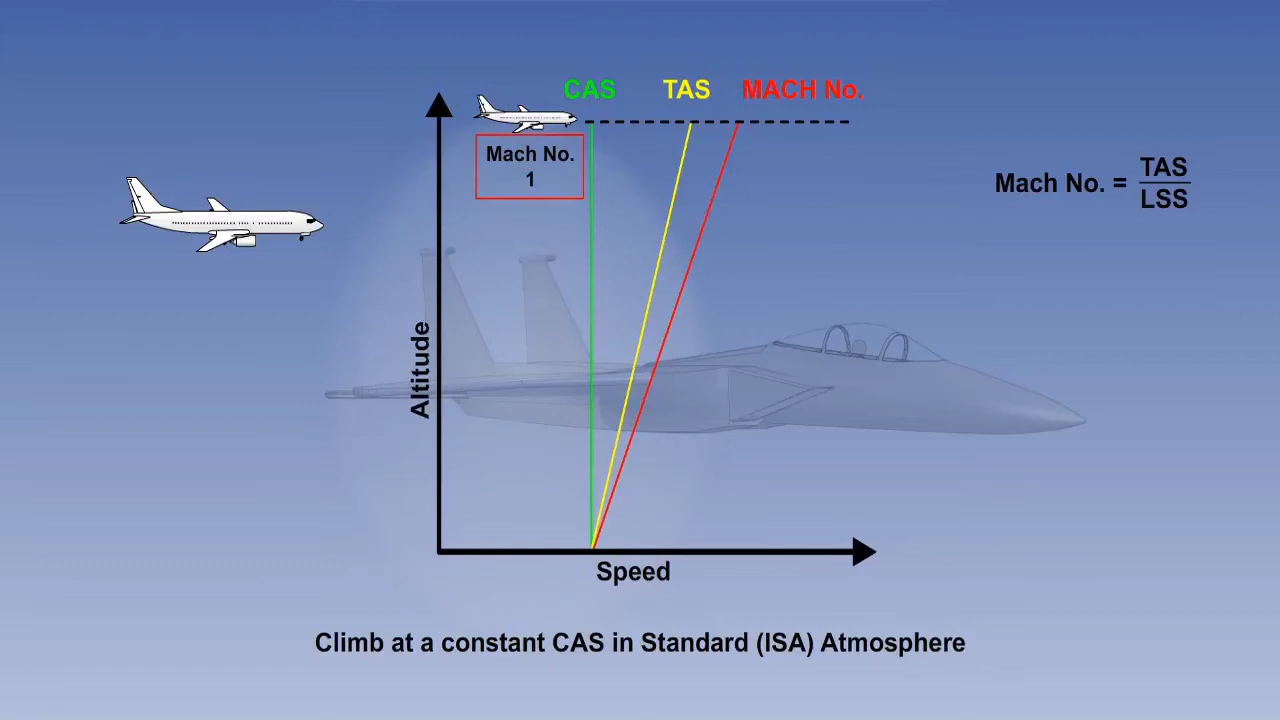 CAS TAS MACH No.
Mach No.
1
Mach No. = TAS
LSS
Altitude
Speed
Climb at a constant CAS in Standard (ISA) Atmosphere